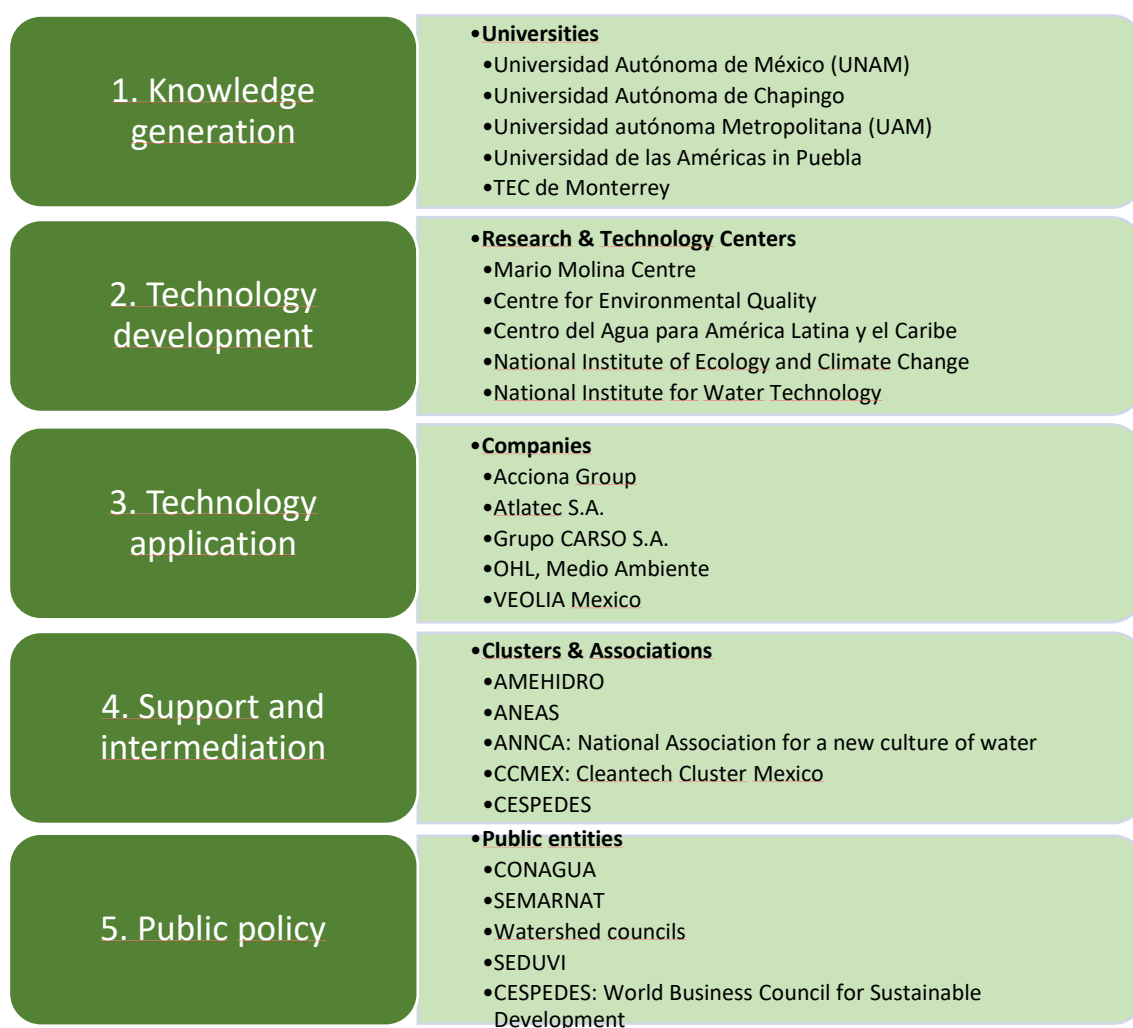 1. Knowledge
generation
•Universities
•Universidad Autónoma de México (UNAM)
•Universidad Autónoma de Chapingo
•Universidad autónoma Metropolitana (UAM)
•Universidad de las Américas in Puebla
•TEC de Monterrey
2. Technology
development
•Research & Technology Centers
•Mario Molina Centre
•Centre for Environmental Quality
•Centro del Agua para América Latina y el Caribe
•National Institute of Ecology and Climate Change
•National Institute for Water Technology
3. Technology
application
•Companies
•Acciona Group
•Atlatec S.A.
•Grupo CARSO S.A.
•OHL, Medio Ambiente
•VEOLIA Mexico
4. Support and
intermediation
•Clusters & Associations
•AMEHIDRO
•ANEAS
•ANNCA: National Association for a new culture of water
•CCMEX: Cleantech Cluster Mexico
•CESPEDES
5. Public policy
•Public entities
•CONAGUA
•SEMARNAT
•Watershed councils
•SEDUVI
•CESPEDES: World Business Council for Sustainable
Development